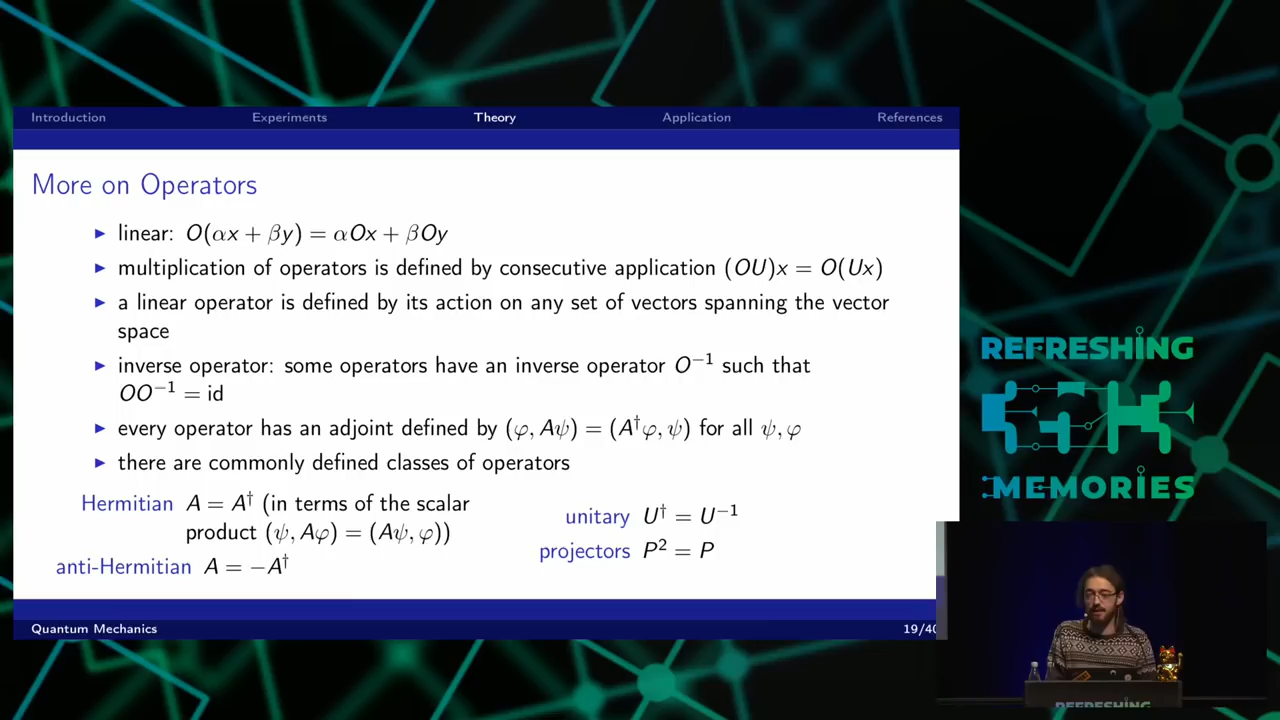 Introduction Experiments Theory Application References
More on Operators
▶ linear: O(αx + βy) = αOx + βOy
▶ multiplication of operators is defined by consecutive application (OU)x = O(Ux)
▶ a linear operator is defined by its action on any set of vectors spanning the vector
space
▶ inverse operator: some operators have an inverse operator O⁻¹ such that
OO⁻¹ = id
▶ every operator has an adjoint defined by (φ, Aψ) = (A†φ, ψ) for all ψ, φ
▶ there are commonly defined classes of operators
Hermitian A = A† (in terms of the scalar
product (ψ, Aφ) = (Aψ, φ))
anti-Hermitian A = −A†
unitary U† = U⁻¹
projectors P² = P
Quantum Mechanics 19/40
REFRESHING
MEMORIES
REFRESHING